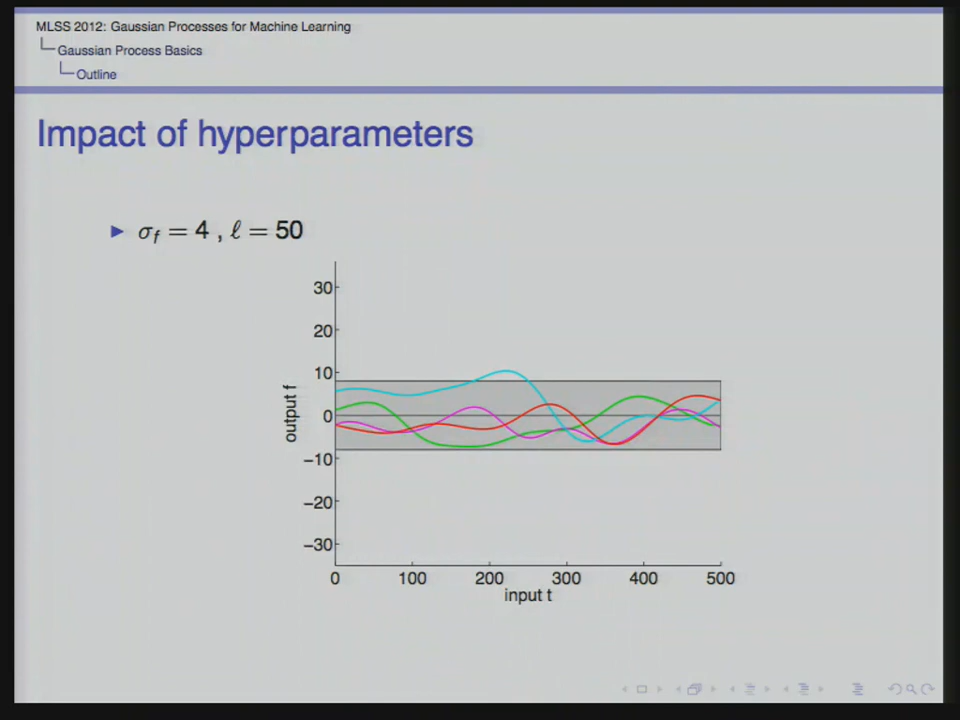 MLSS 2012: Gaussian Processes for Machine Learning
Gaussian Process Basics
Outline
Impact of hyperparameters
► σf = 4 , ℓ = 50
30
20
10
0
−10
−20
−30
output f
0 100 200 300 400 500
input t